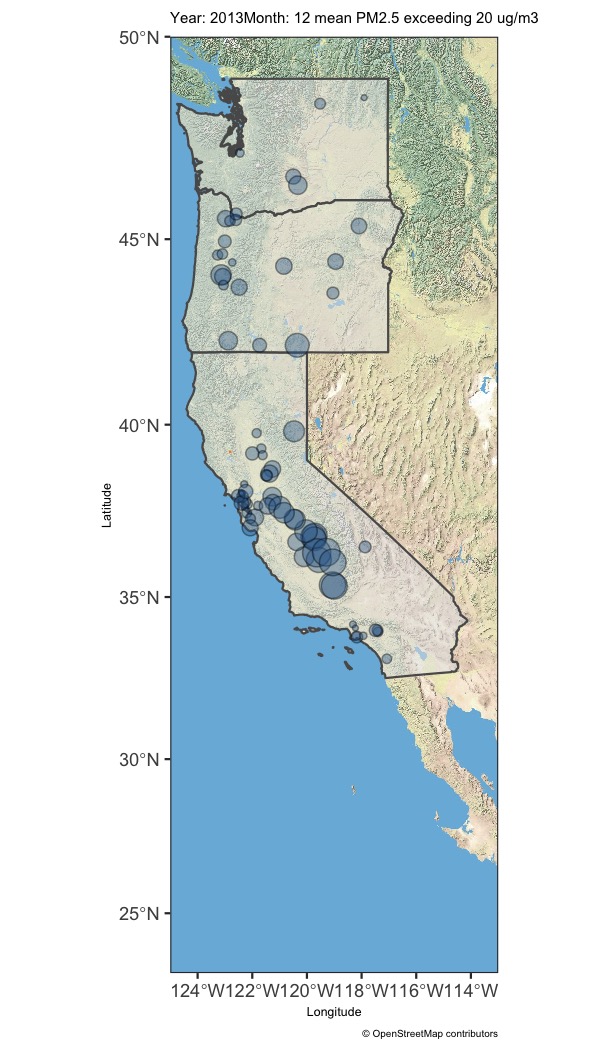 Year: 2013Month: 12 mean PM2.5 exceeding 20 ug/m3
50°N
45°N
40°N
35°N
30°N
25°N
Latitude
124°W122°W120°W118°W116°W114°W
Longitude
© OpenStreetMap contributors